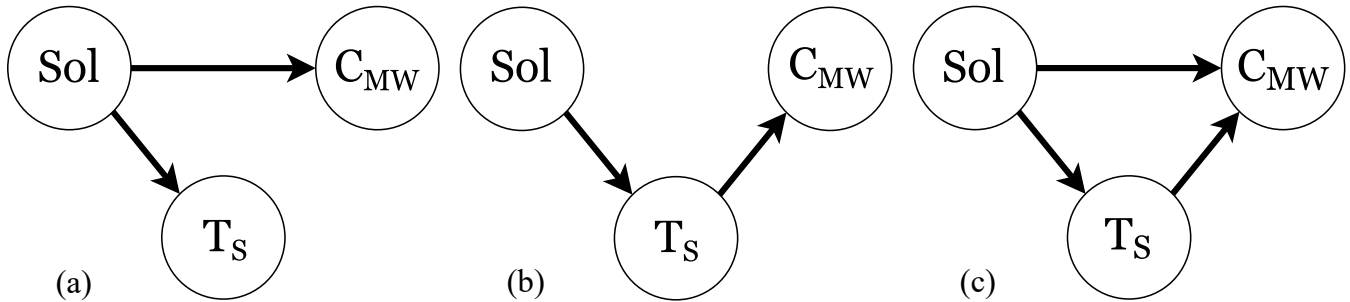 Sol C_MW Sol C_MW Sol C_MW
T_S T_S T_S
(a) (b) (c)